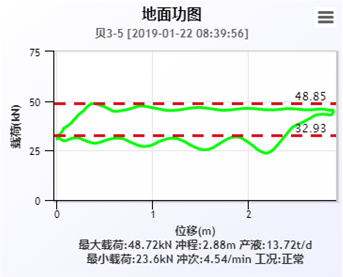 地面功图
贝3-5 [2019-01-22 08:39:56]
载荷(kN)
75
50
25
0
48.85
32.93
0
1
2
位移(m)
最大载荷:48.72kN 冲程:2.88m 产液:13.72t/d
最小载荷:23.6kN 冲次:4.54/min 工况:正常